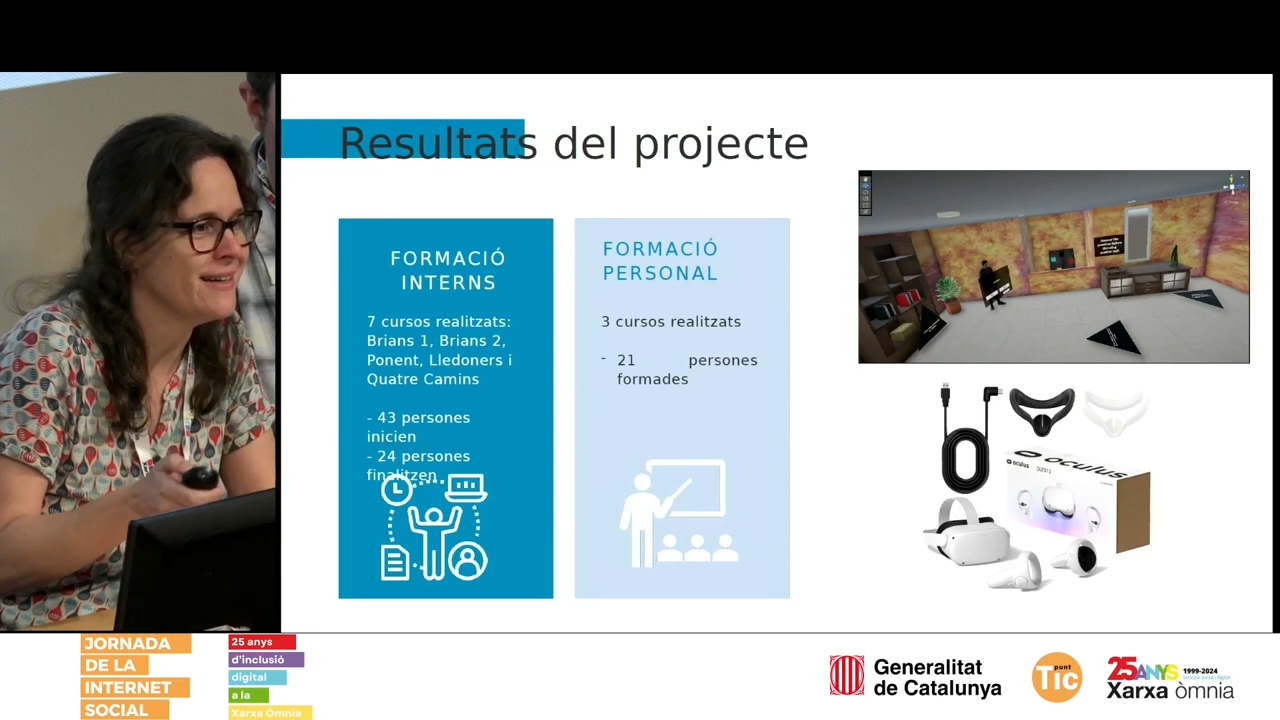 Resultats del projecte
FORMACIÓ
INTERNS
7 cursos realitzats:
Brians 1, Brians 2,
Ponent, Lledoners i
Quatre Camins
- 43 persones
inicien
- 24 persones
finalitzen
FORMACIÓ
PERSONAL
3 cursos realitzats
- 21 persones
formades
oculus
oculus
JORNADA
DE LA
INTERNET
SOCIAL
25 anys
d'inclusió
digital
a la
Xarxa Òmnia
Generalitat
de Catalunya
punt
Tic
25ANYS 1999-2024
Xarxa òmnia